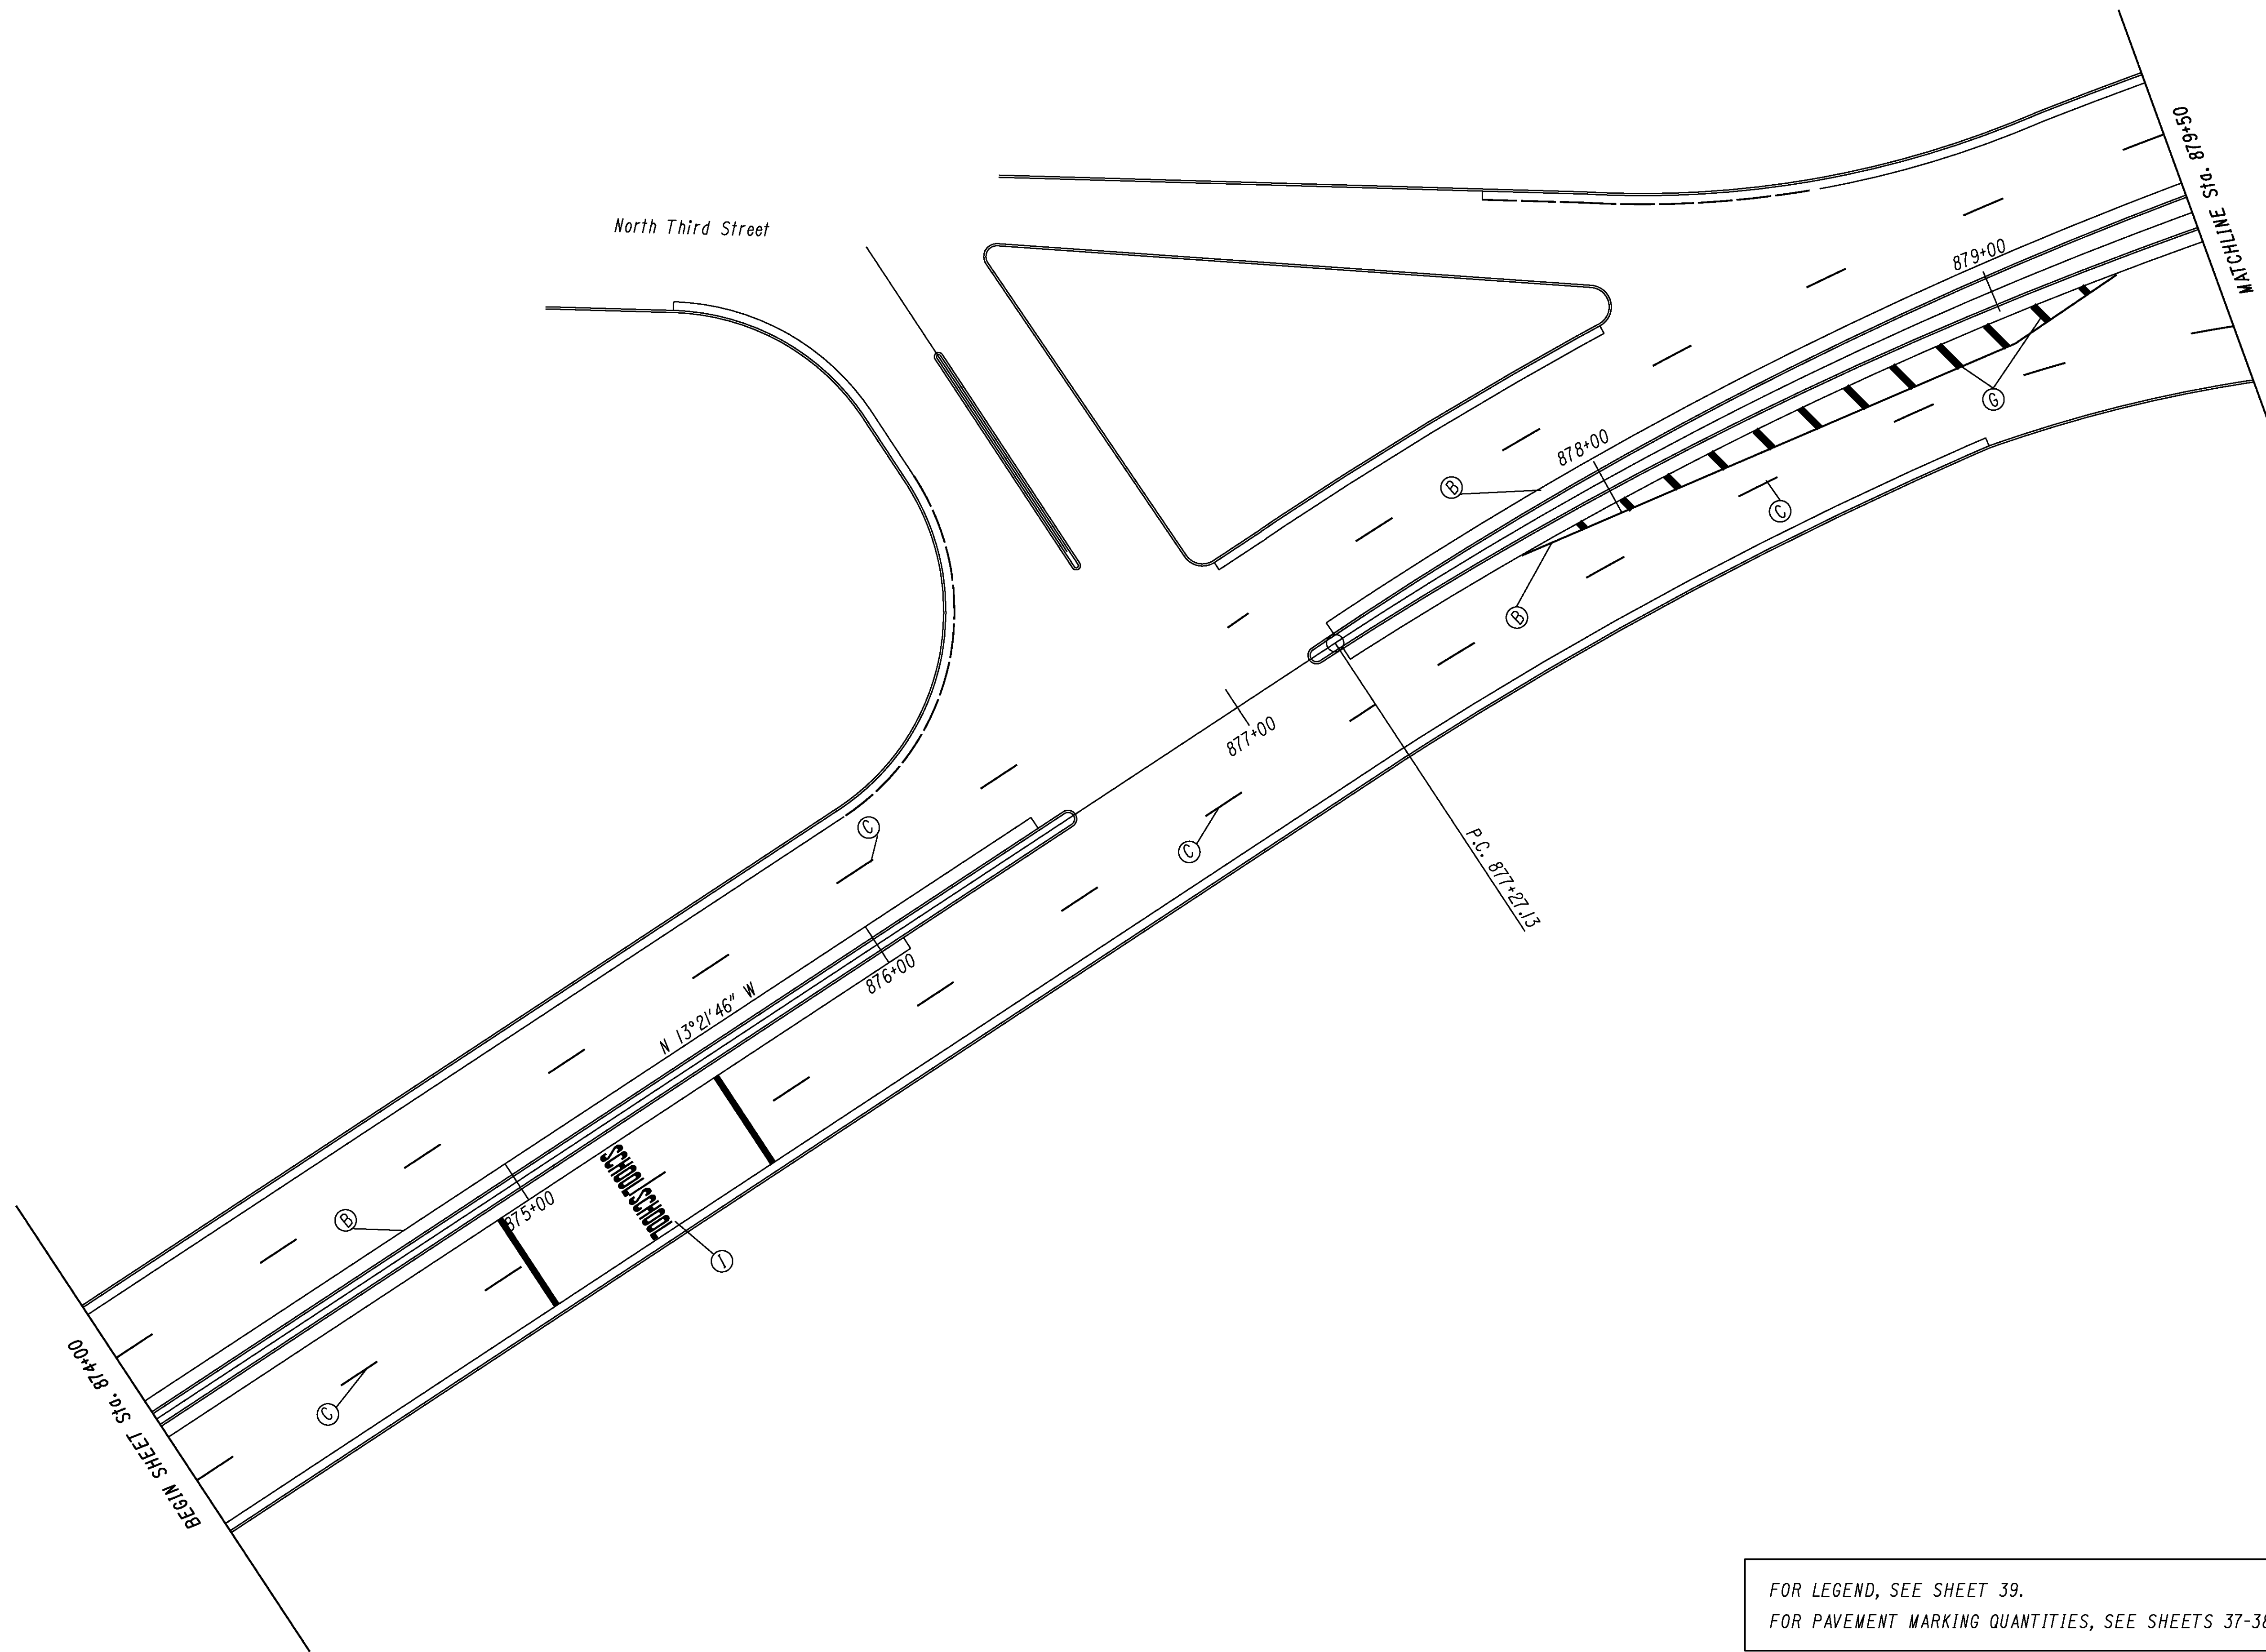 MATCHLINE Sta. 879+50
North Third Street
879+00
G
878+00
B
C
B
877+00
C
C
P.C. 877+27.13
876+00
N 13°21'46" W
SCHOOL SCHOOL
875+00
B
I
C
BEGIN SHEET Sta. 874+00
FOR LEGEND, SEE SHEET 39.
FOR PAVEMENT MARKING QUANTITIES, SEE SHEETS 37-38